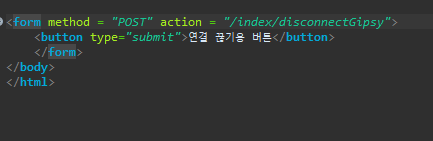 <form method = "POST" action = "/index/disconnectGipsy">
<button type="submit">연결 끊기용 버튼</button>
</form>
</body>
</html>